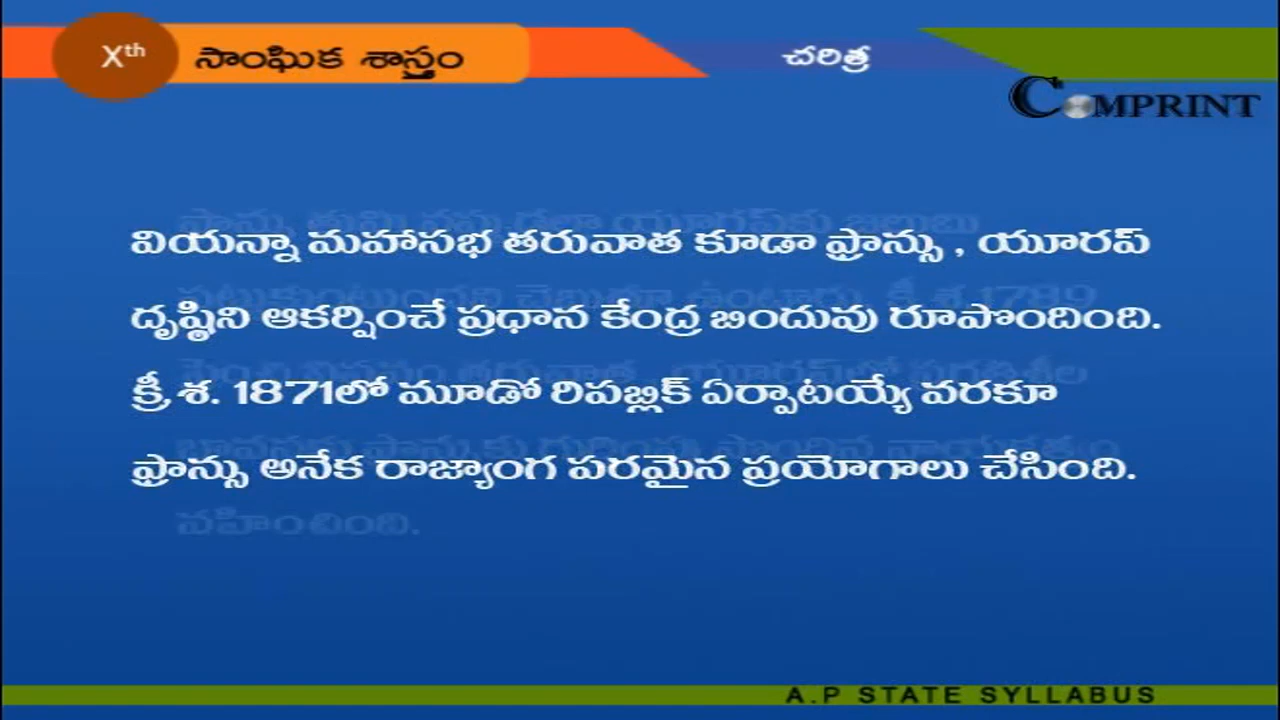 Xth సాంఘిక శాస్త్రం చరిత్ర
COMPRINT
వియన్నా మహాసభ తరువాత కూడా ఫ్రాన్సు , యూరప్
దృష్ఠిని ఆకర్షించే ప్రధాన కేంద్ర బిందువు రూపొందింది.
క్రీ.శ. 1871లో మూడో రిపబ్లిక్ ఏర్పాటయ్యే వరకూ
ఫ్రాన్సు అనేక రాజ్యాంగ పరమైన ప్రయోగాలు చేసింది.
వహించింది.
A.P STATE SYLLABUS